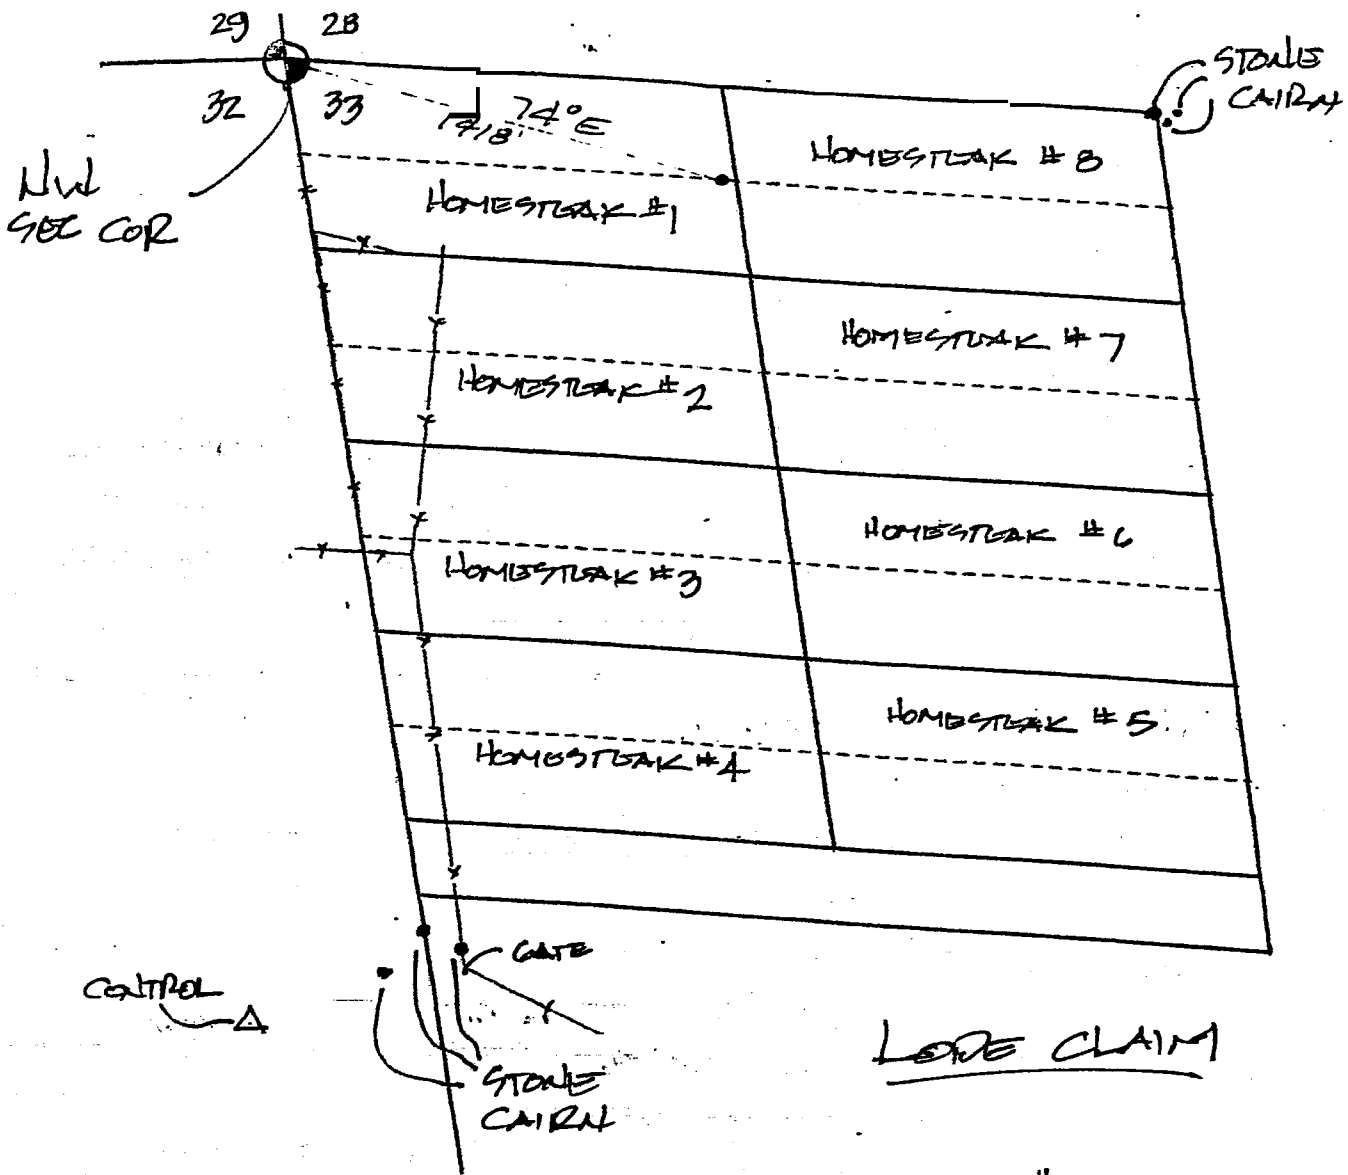 29 28
32 33
NW
SEC COR
74°E
1418'
STONE
CAIRN
HOMESTEAK #8
HOMESTEAK #1
HOMESTEAK #7
HOMESTEAK #2
HOMESTEAK #6
HOMESTEAK #3
HOMESTEAK #5
HOMESTEAK #4
GATE
CONTROL
STONE
CAIRN
LODE CLAIM